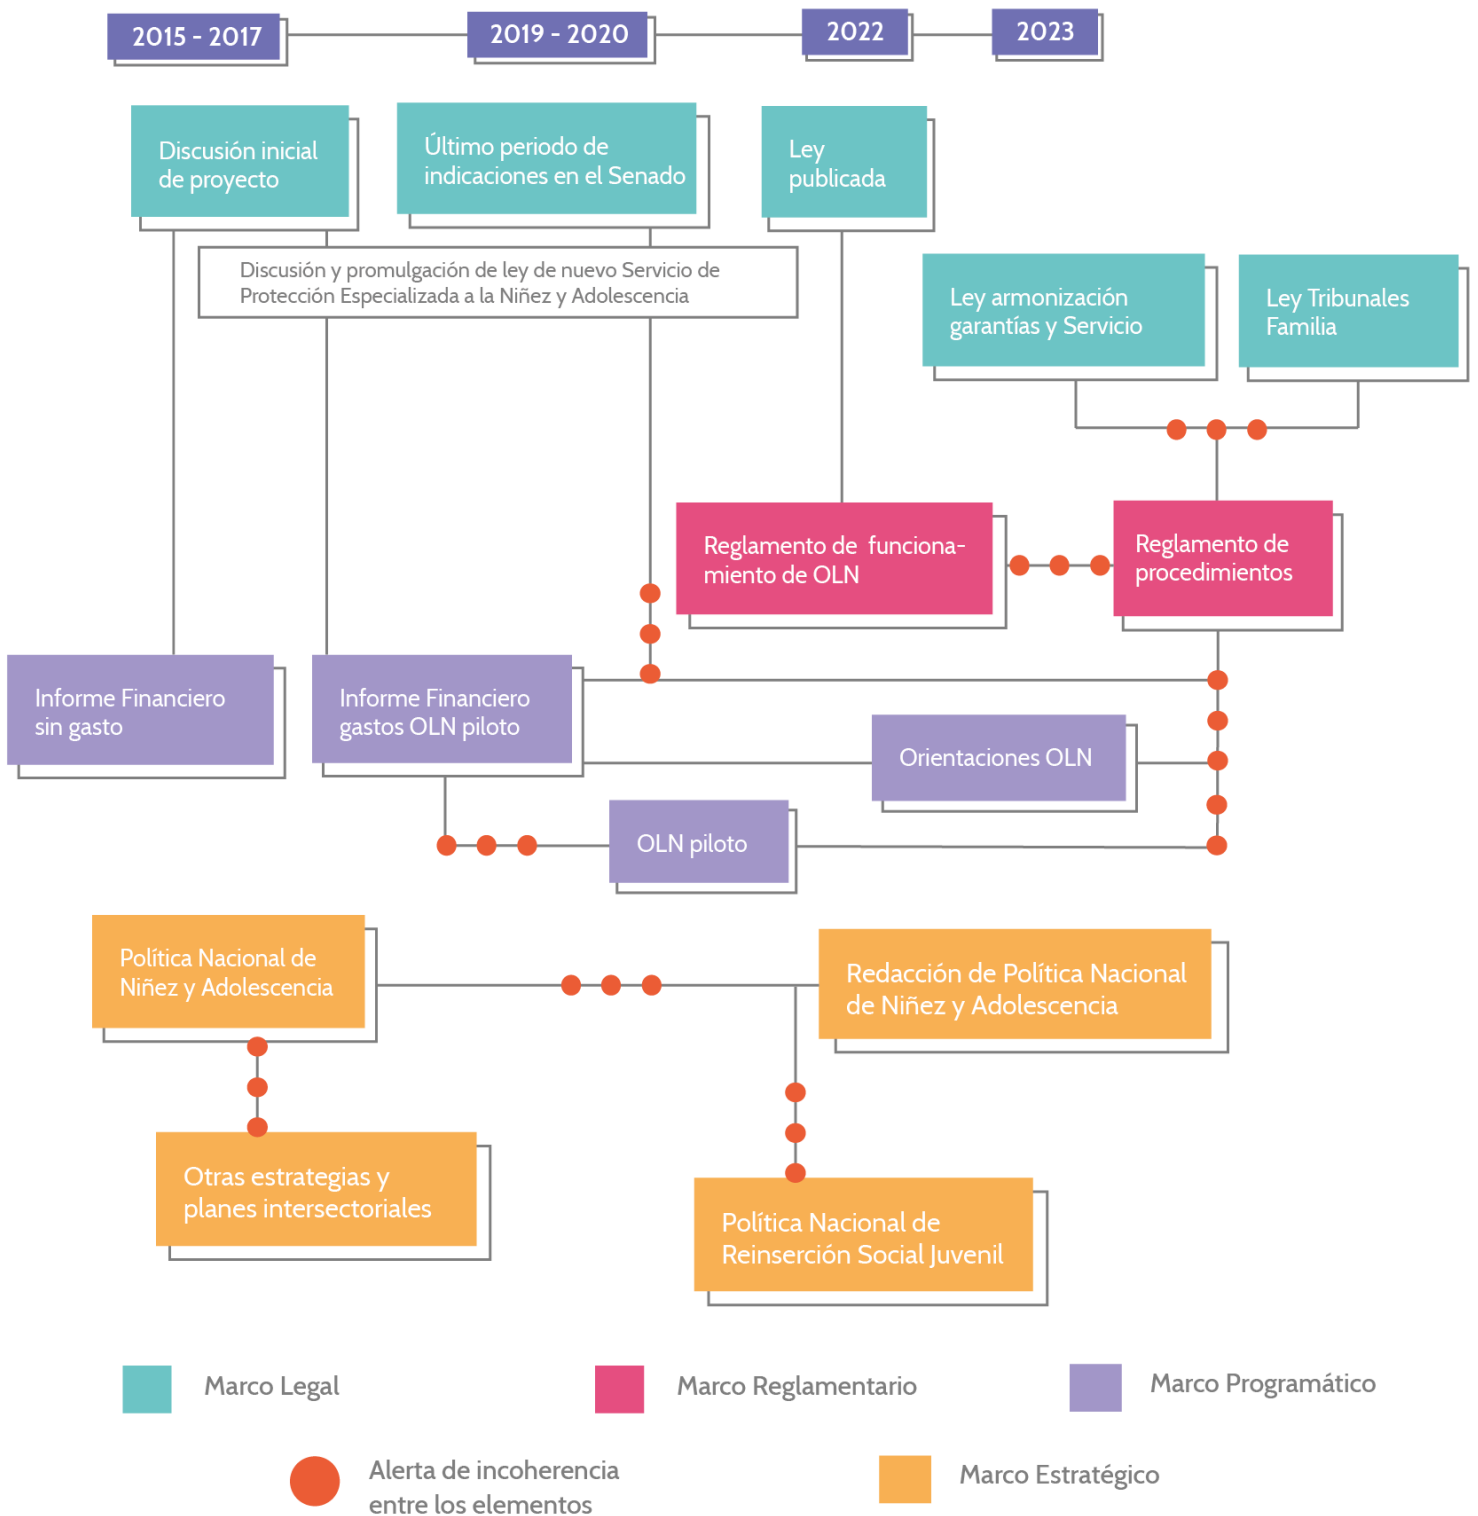 2015 - 2017
2019 - 2020
2022
2023
Discusión inicial
de proyecto
Último periodo de
indicaciones en el Senado
Ley
publicada
Discusión y promulgación de ley de nuevo Servicio de
Protección Especializada a la Niñez y Adolescencia
Ley armonización
garantías y Servicio
Ley Tribunales
Familia
Reglamento de funciona-
miento de OLN
Reglamento de
procedimientos
Informe Financiero
sin gasto
Informe Financiero
gastos OLN piloto
Orientaciones OLN
OLN piloto
Política Nacional de
Niñez y Adolescencia
Redacción de Política Nacional
de Niñez y Adolescencia
Otras estrategias y
planes intersectoriales
Política Nacional de
Reinserción Social Juvenil
Marco Legal
Marco Reglamentario
Marco Programático
Alerta de incoherencia
entre los elementos
Marco Estratégico